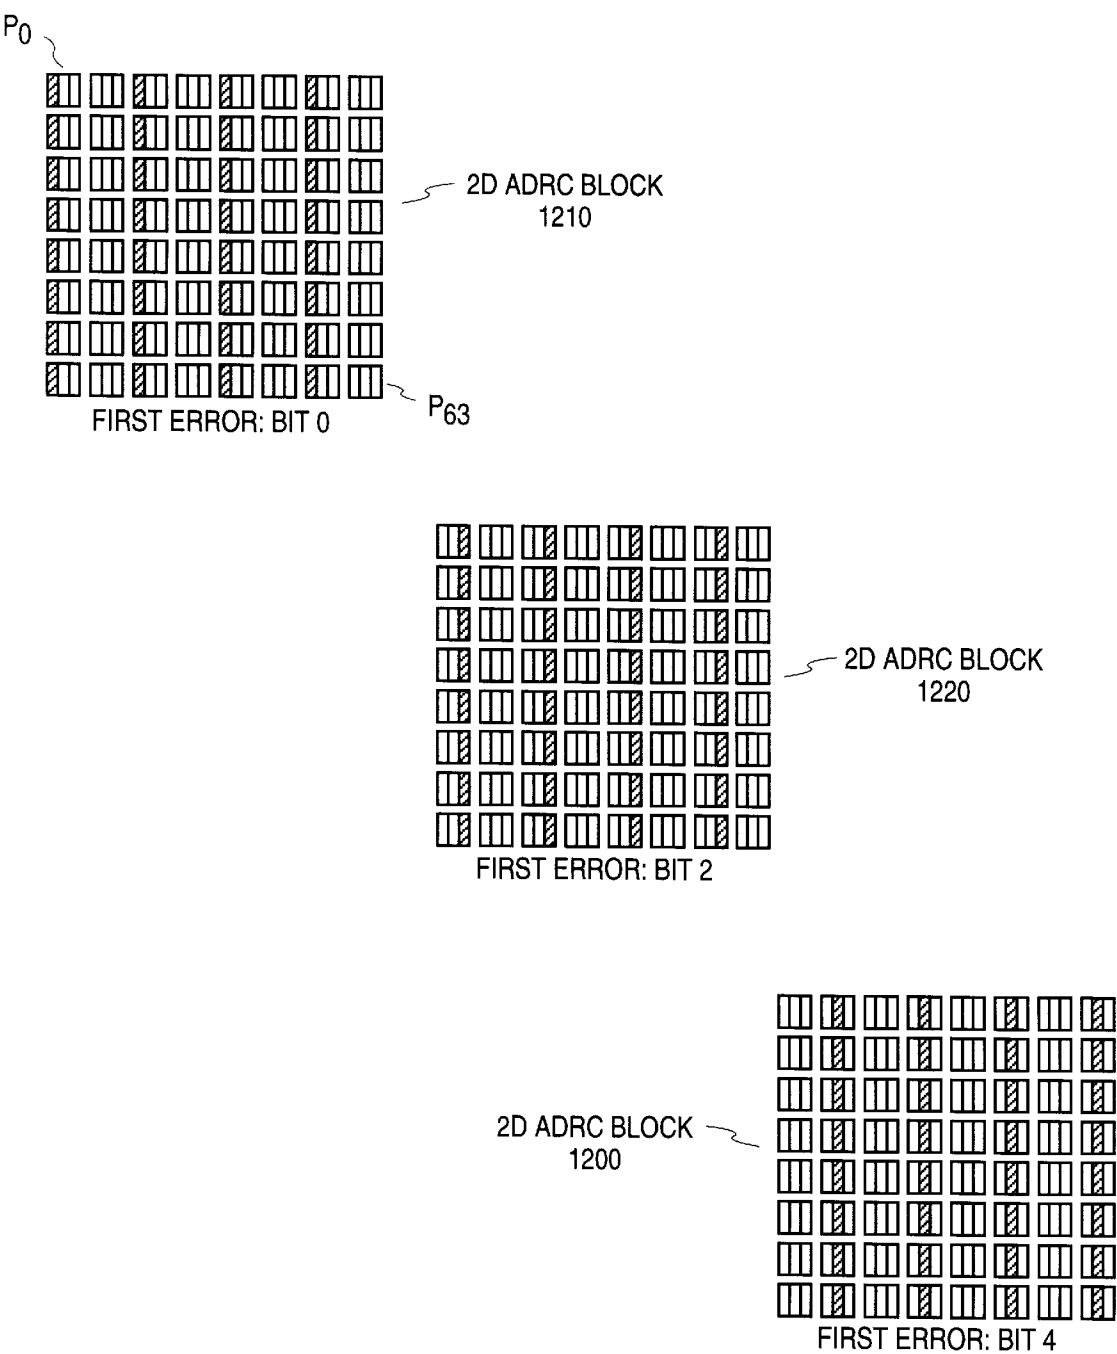 P0
2D ADRC BLOCK
1210
P63
FIRST ERROR: BIT 0
2D ADRC BLOCK
1220
FIRST ERROR: BIT 2
2D ADRC BLOCK
1200
FIRST ERROR: BIT 4